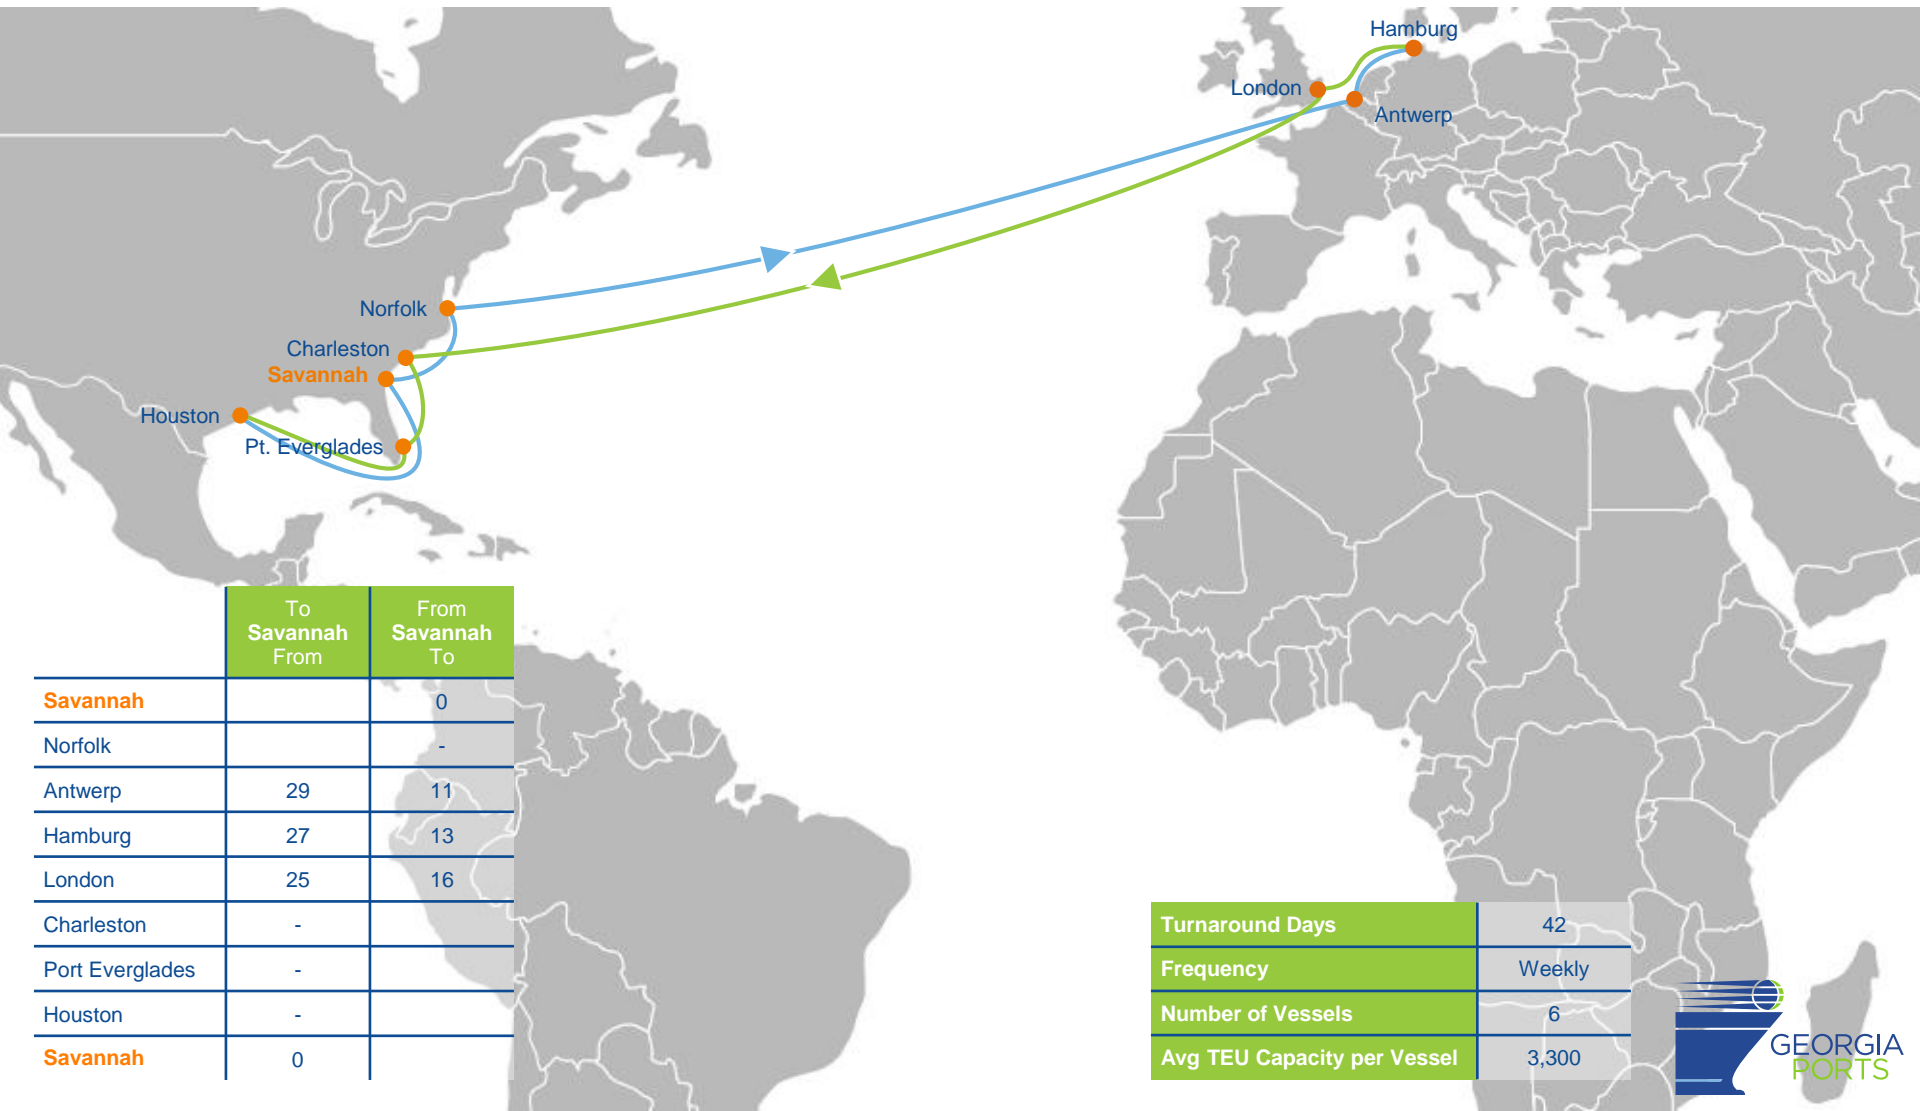 Hamburg
London
Antwerp
Norfolk
Charleston
Savannah
Houston
Pt. Everglades
To
Savannah
From
From
Savannah
To
Savannah 0
Norfolk -
Antwerp 29 11
Hamburg 27 13
London 25 16
Charleston -
Port Everglades -
Houston -
Savannah 0
Turnaround Days 42
Frequency Weekly
Number of Vessels 6
Avg TEU Capacity per Vessel 3,300
GEORGIA
PORTS